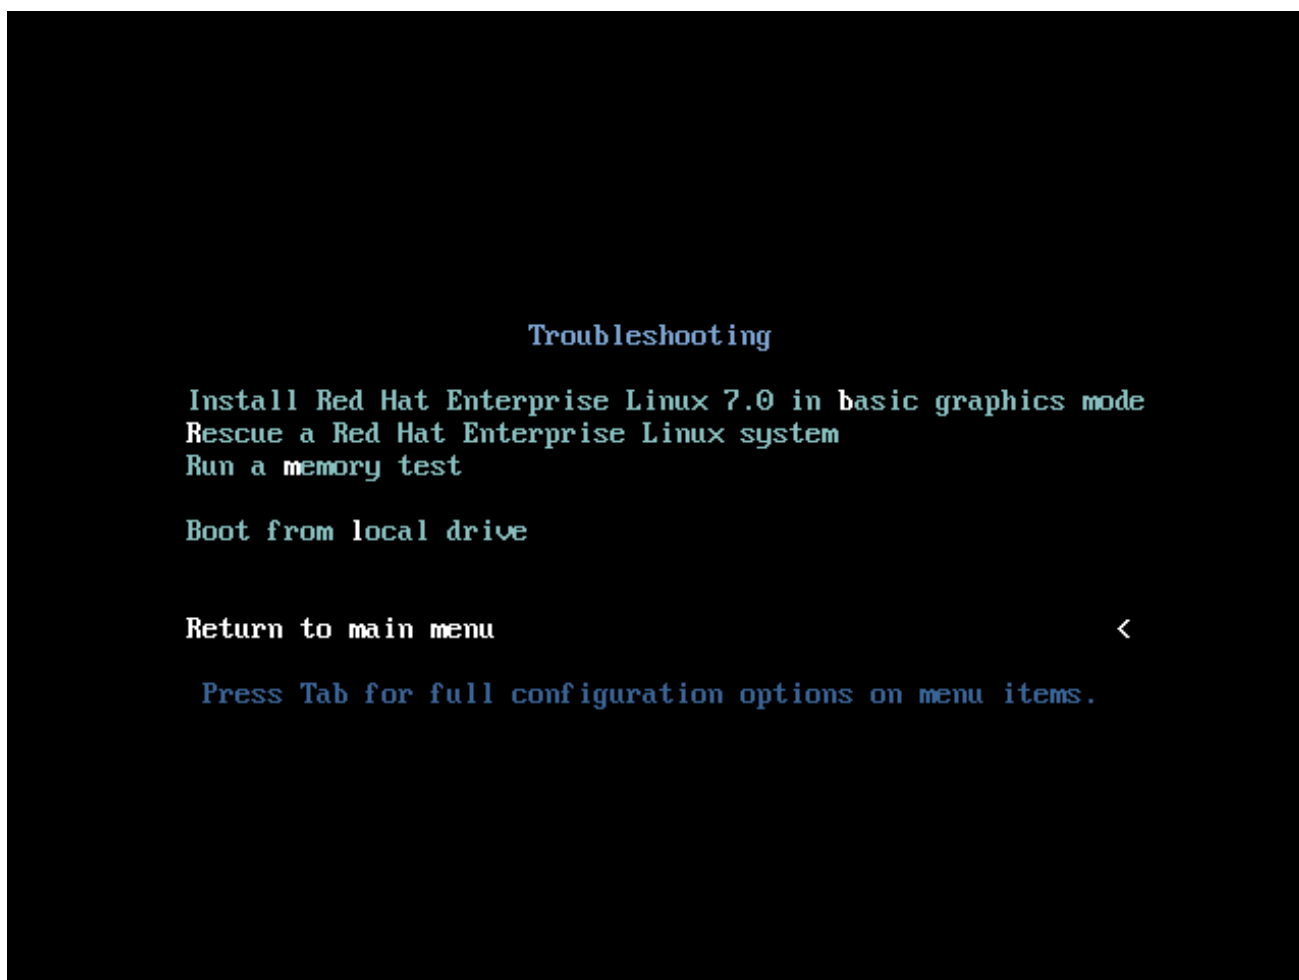 Troubleshooting
Install Red Hat Enterprise Linux 7.0 in basic graphics mode
Rescue a Red Hat Enterprise Linux system
Run a memory test
Boot from local drive
Return to main menu <
Press Tab for full configuration options on menu items.